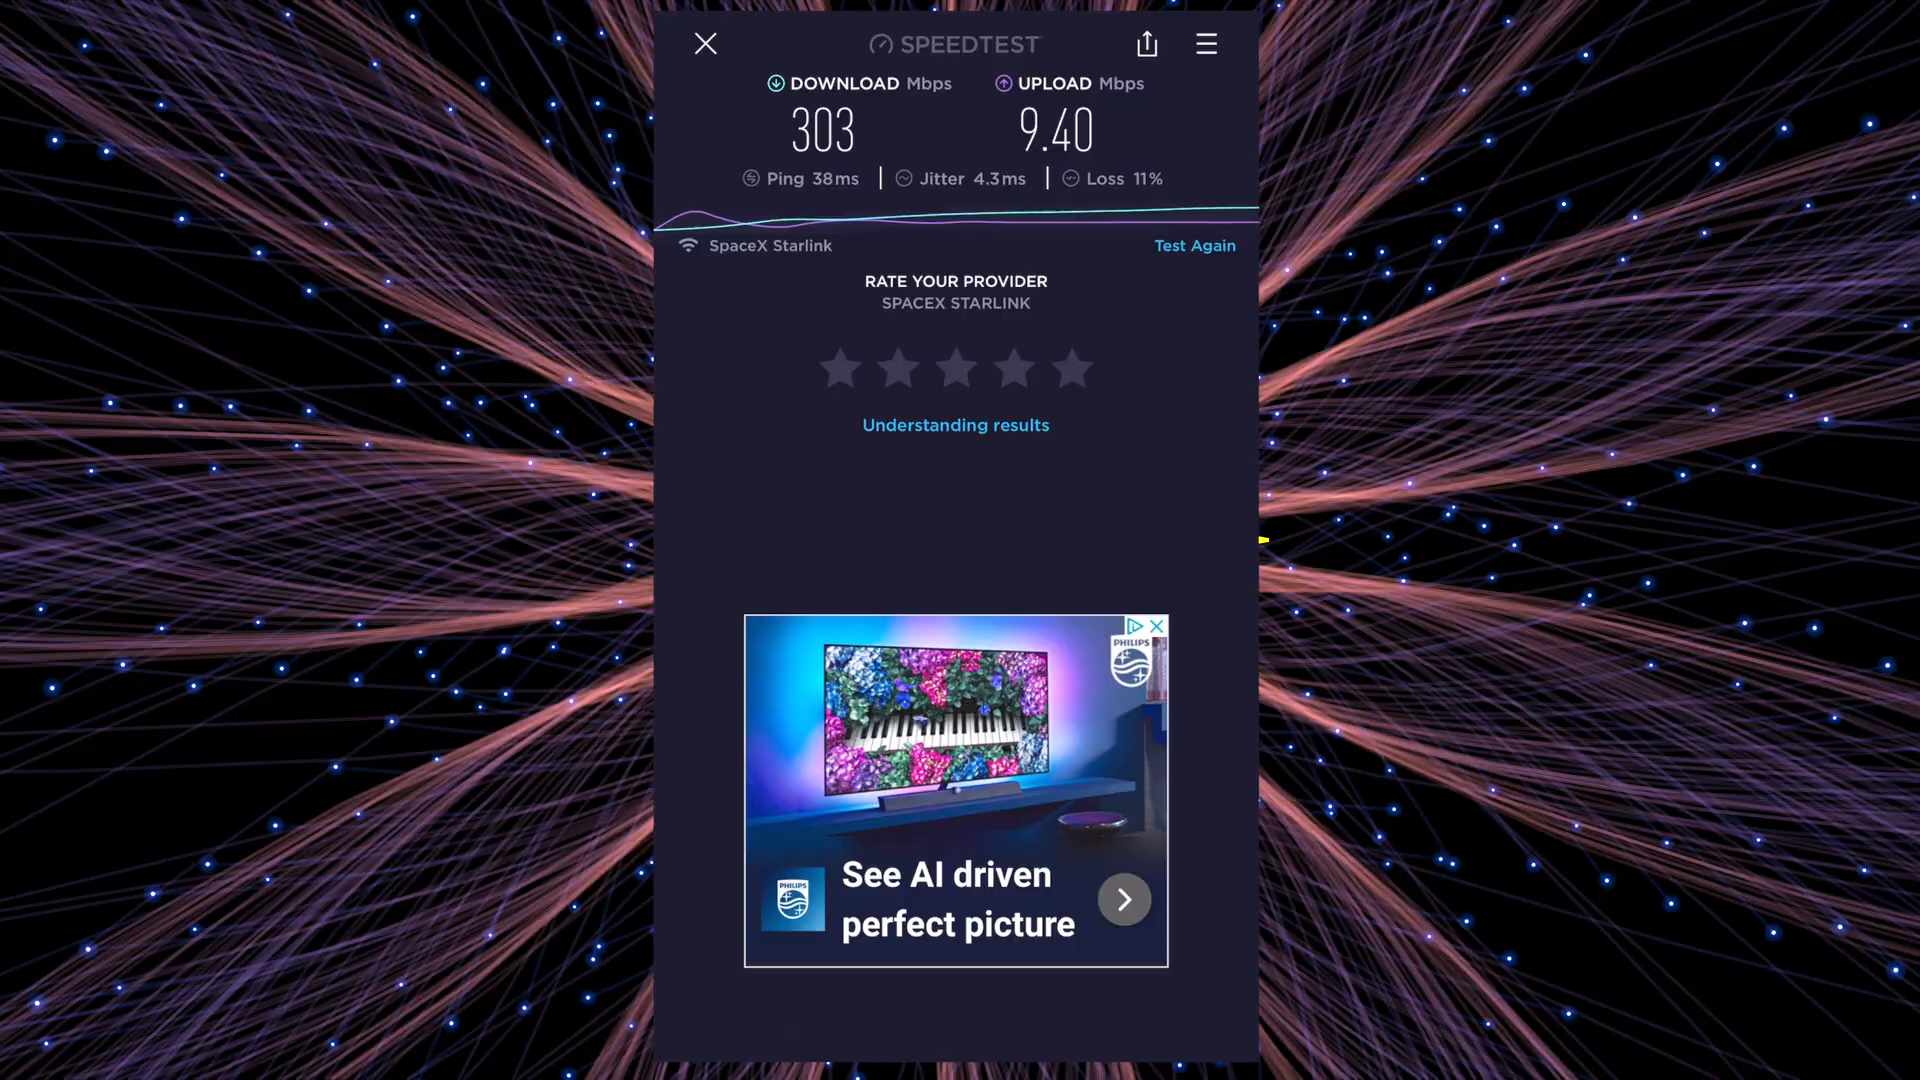 SPEEDTEST
DOWNLOAD Mbps
UPLOAD Mbps
303
9.40
Ping 38ms
Jitter 4.3ms
Loss 11%
SpaceX Starlink
Test Again
RATE YOUR PROVIDER
SPACEX STARLINK
Understanding results
PHILIPS
PHILIPS
See AI driven
perfect picture